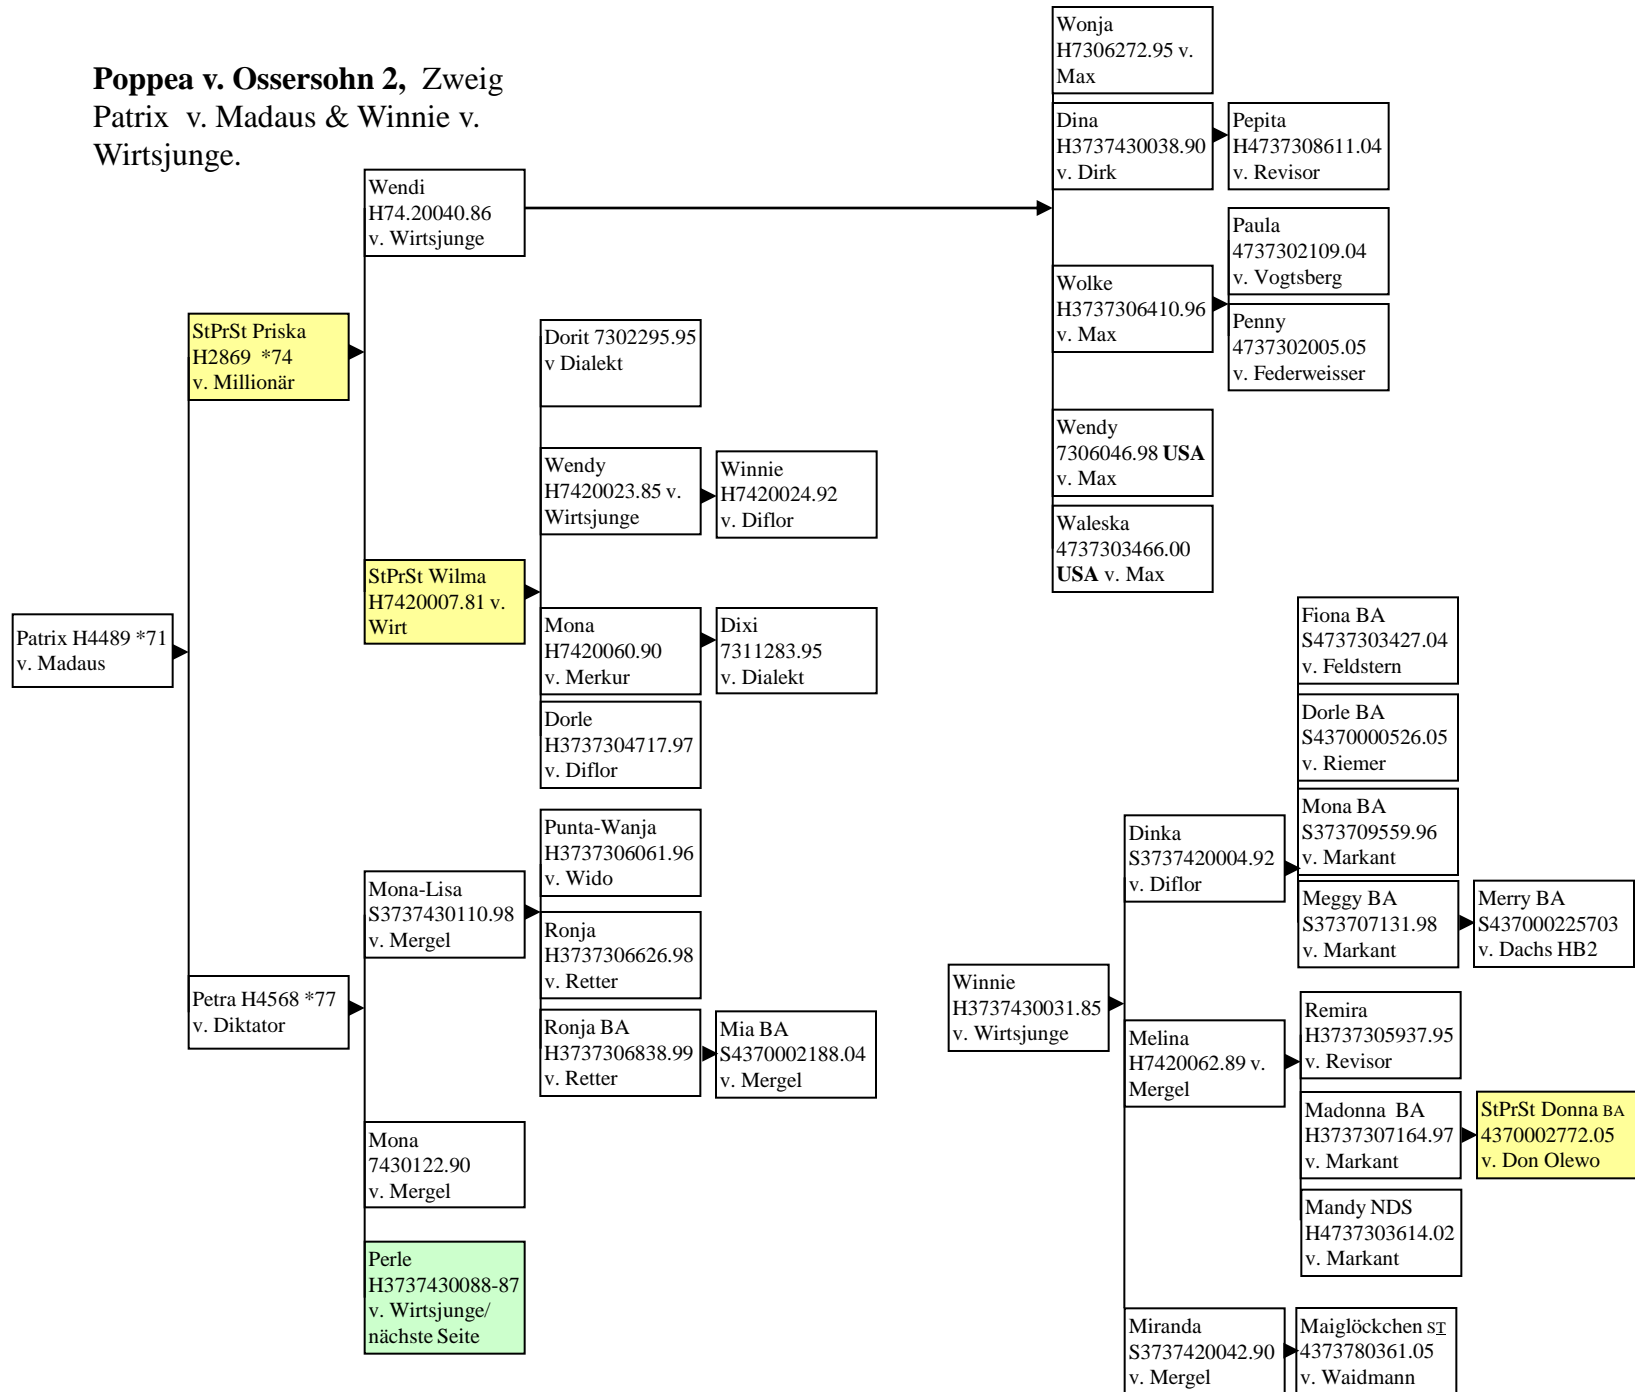 Poppea v. Ossersohn 2, Zweig
Patrix v. Madaus & Winnie v.
Wirtsjunge.
Patrix H4489 *71
v. Madaus
StPrSt Priska
H2869 *74
v. Millionär
Petra H4568 *77
v. Diktator
Wendi
H74.20040.86
v. Wirtsjunge
StPrSt Wilma
H7420007.81 v.
Wirt
Mona-Lisa
S3737430110.98
v. Mergel
Mona
7430122.90
v. Mergel
Perle
H3737430088-87
v. Wirtsjunge/
nächste Seite
Dorit 7302295.95
v Dialekt
Wendy
H7420023.85 v.
Wirtsjunge
Mona
H7420060.90
v. Merkur
Dorle
H3737304717.97
v. Diflor
Punta-Wanja
H3737306061.96
v. Wido
Ronja
H3737306626.98
v. Retter
Ronja BA
H3737306838.99
v. Retter
Winnie
H7420024.92
v. Diflor
Dixi
7311283.95
v. Dialekt
Mia BA
S4370002188.04
v. Mergel
Wonja
H7306272.95 v.
Max
Dina
H3737430038.90
v. Dirk
Wolke
H3737306410.96
v. Max
Wendy
7306046.98 USA
v. Max
Waleska
4737303466.00
USA v. Max
Pepita
H4737308611.04
v. Revisor
Paula
4737302109.04
v. Vogtsberg
Penny
4737302005.05
v. Federweisser
Winnie
H3737430031.85
v. Wirtsjunge
Dinka
S3737420004.92
v. Diflor
Melina
H7420062.89 v.
Mergel
Miranda
S3737420042.90
v. Mergel
Fiona BA
S4737303427.04
v. Feldstern
Dorle BA
S4370000526.05
v. Riemer
Mona BA
S373709559.96
v. Markant
Meggy BA
S373707131.98
v. Markant
Merry BA
S437000225703
v. Dachs HB2
Remira
H3737305937.95
v. Revisor
Madonna BA
H3737307164.97
v. Markant
Mandy NDS
H4737303614.02
v. Markant
StPrSt Donna BA
4370002772.05
v. Don Olewo
Maiglöckchen ST
4373780361.05
v. Waidmann